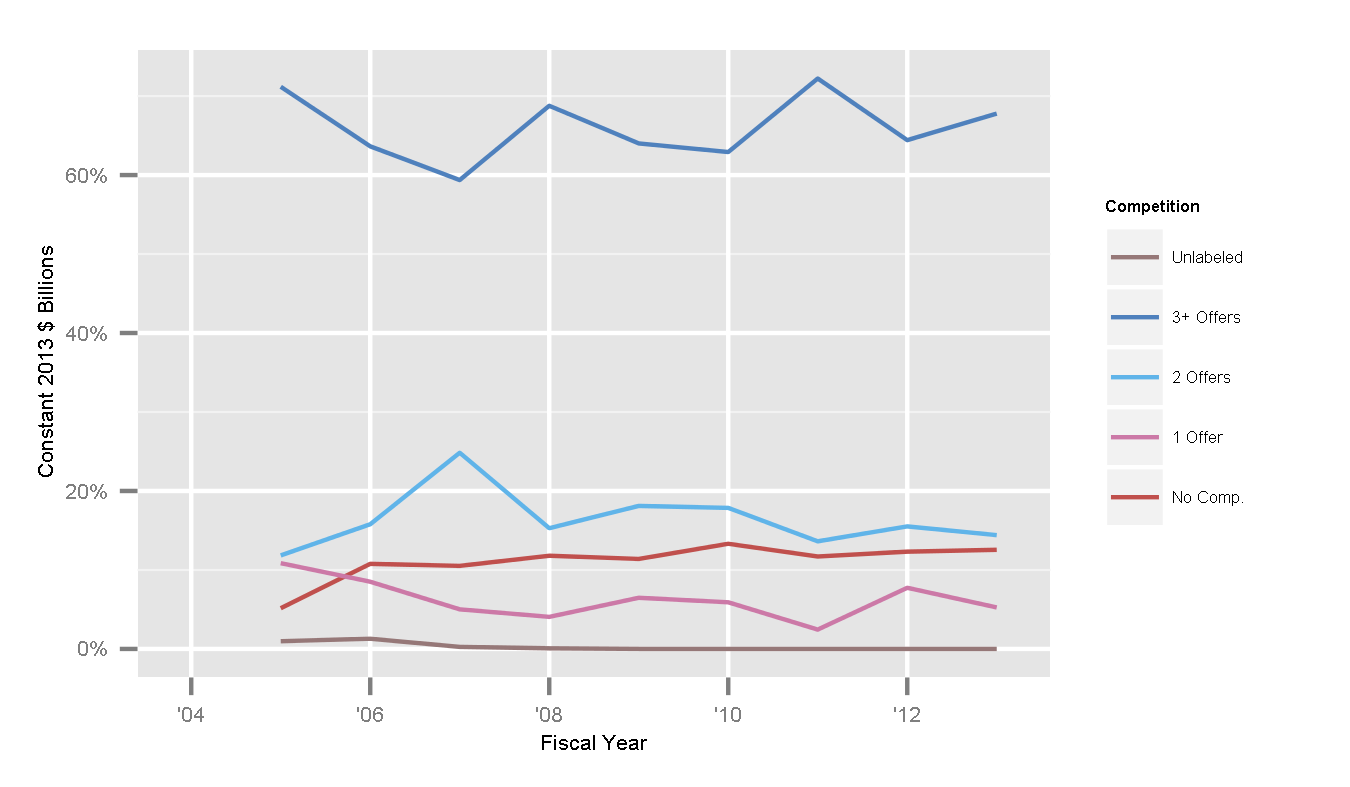 60%
40%
20%
0%
Constant 2013 $ Billions
'04
'06
'08
'10
'12
Fiscal Year
Competition
Unlabeled
3+ Offers
2 Offers
1 Offer
No Comp.